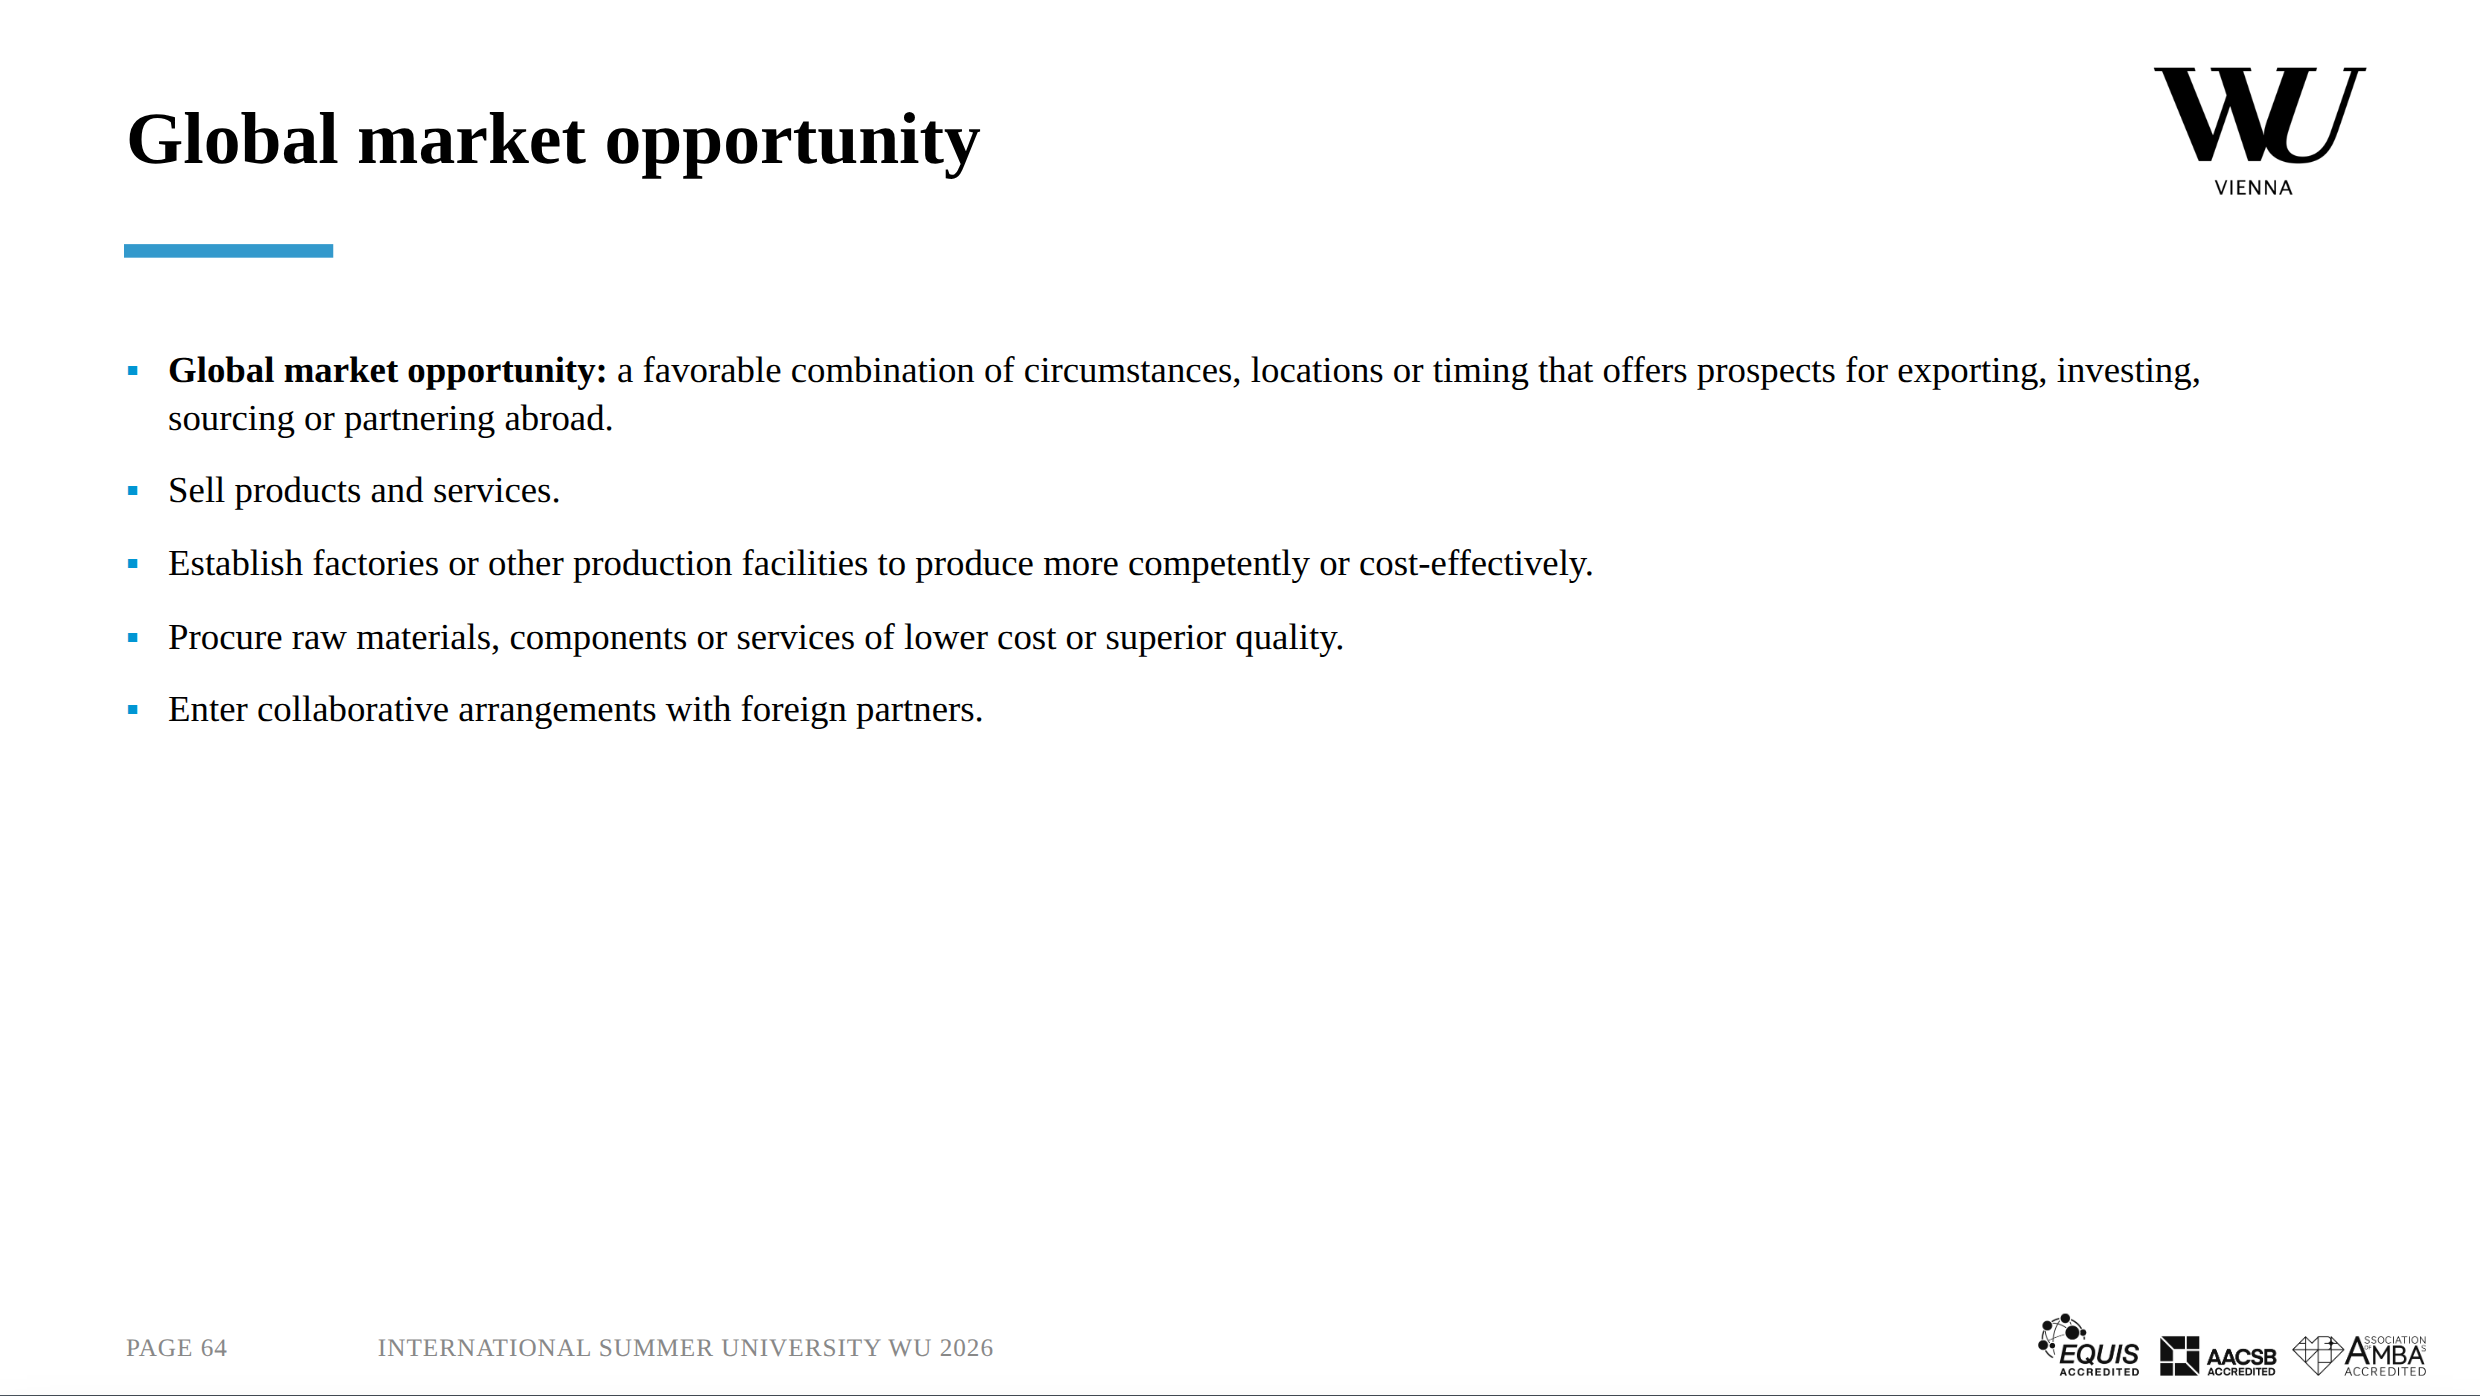 Global market opportunity
WU
VIENNA
Global market opportunity: a favorable combination of circumstances, locations or timing that offers prospects for exporting, investing,
sourcing or partnering abroad.
Sell products and services.
Establish factories or other production facilities to produce more competently or cost-effectively.
Procure raw materials, components or services of lower cost or superior quality.
Enter collaborative arrangements with foreign partners.
PAGE 64
INTERNATIONAL SUMMER UNIVERSITY WU 2026
EQUIS
ACCREDITED
AACSB
ACCREDITED
ASSOCIATION
OF MBAs
ACCREDITED